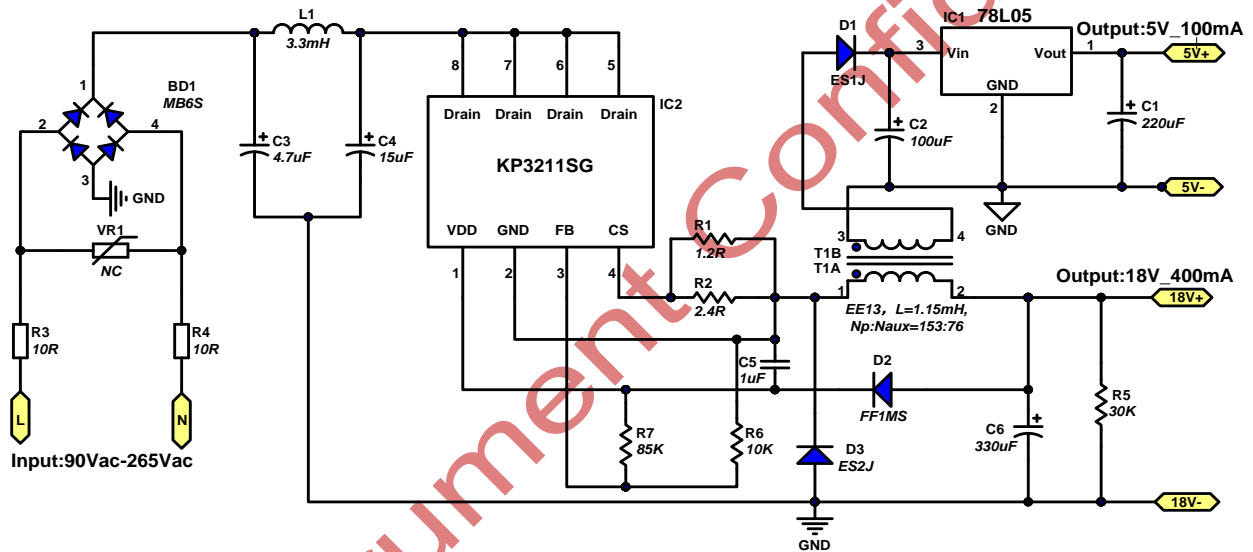 L1
3.3mH
D1
ES1J
IC1 78L05
3
Vin
Vout
1
GND
2
Output:5V_100mA
5V+
C1
220uF
C2
100uF
5V-
GND
1
BD1
MB6S
2
4
3
GND
C3
4.7uF
C4
15uF
8
7
6
5
IC2
Drain
Drain
Drain
Drain
KP3211SG
VDD
GND
FB
CS
1
2
3
4
VR1
NC
R3
10R
R4
10R
L
N
Input:90Vac-265Vac
R1
1.2R
R2
2.4R
3
4
T1B
T1A
1
2
EE13, L=1.15mH,
Np:Naux=153:76
Output:18V_400mA
18V+
C5
1uF
D2
FF1MS
R5
30K
R7
85K
R6
10K
D3
ES2J
C6
330uF
18V-
GND
ument Confi